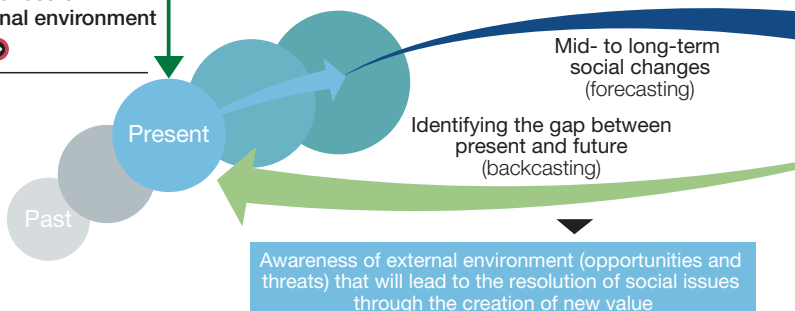 nal environment
Mid- to long-term
social changes
(forecasting)
Present
Identifying the gap between
present and future
(backcasting)
Past
Awareness of external environment (opportunities and
threats) that will lead to the resolution of social issues
through the creation of new value